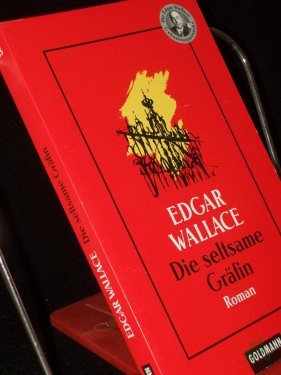 EDGAR
WALLACE
Die seltsame
Gräfin
Roman
GOLDMANN
EDGAR WALLACE Die seltsame Gräfin